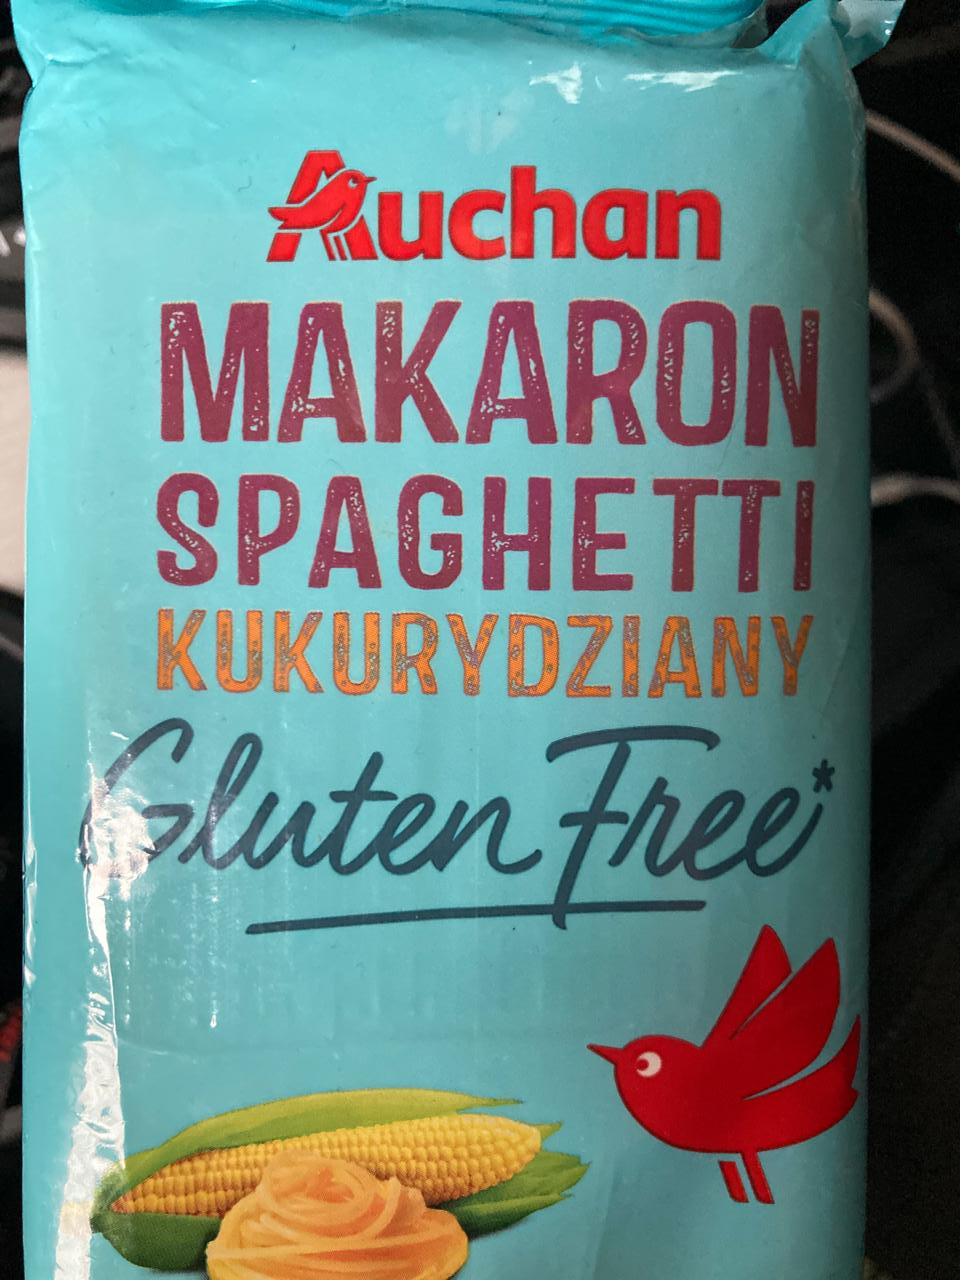 Auchan
MAKARON
SPAGHETTI
KUKURYDZIANY
Gluten Free*